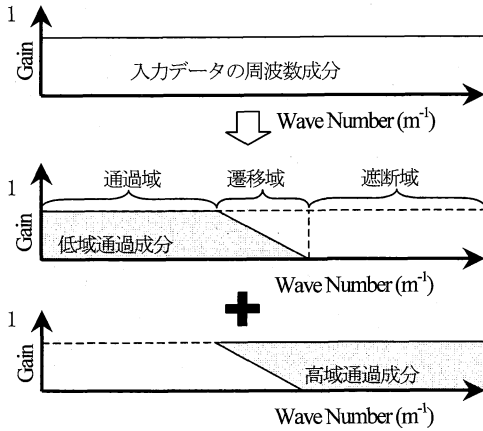 1
Gain
入力データの周波数成分
Wave Number (m⁻¹)
通過域
遷移域
遮断域
1
Gain
低域通過成分
Wave Number (m⁻¹)
+
1
Gain
高域通過成分
Wave Number (m⁻¹)